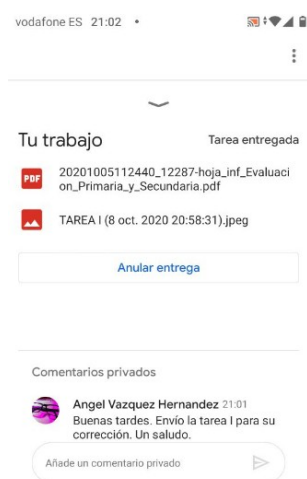 vodafone ES 21:02 •
Tu trabajo
Tarea entregada
PDF
20201005112440_12287-hoja_inf_Evaluaci
on_Primaria_y_Secundaria.pdf
TAREA I (8 oct. 2020 20:58:31).jpeg
Anular entrega
Comentarios privados
Angel Vazquez Hernandez 21:01
Buenas tardes. Envío la tarea I para su
corrección. Un saludo.
Añade un comentario privado